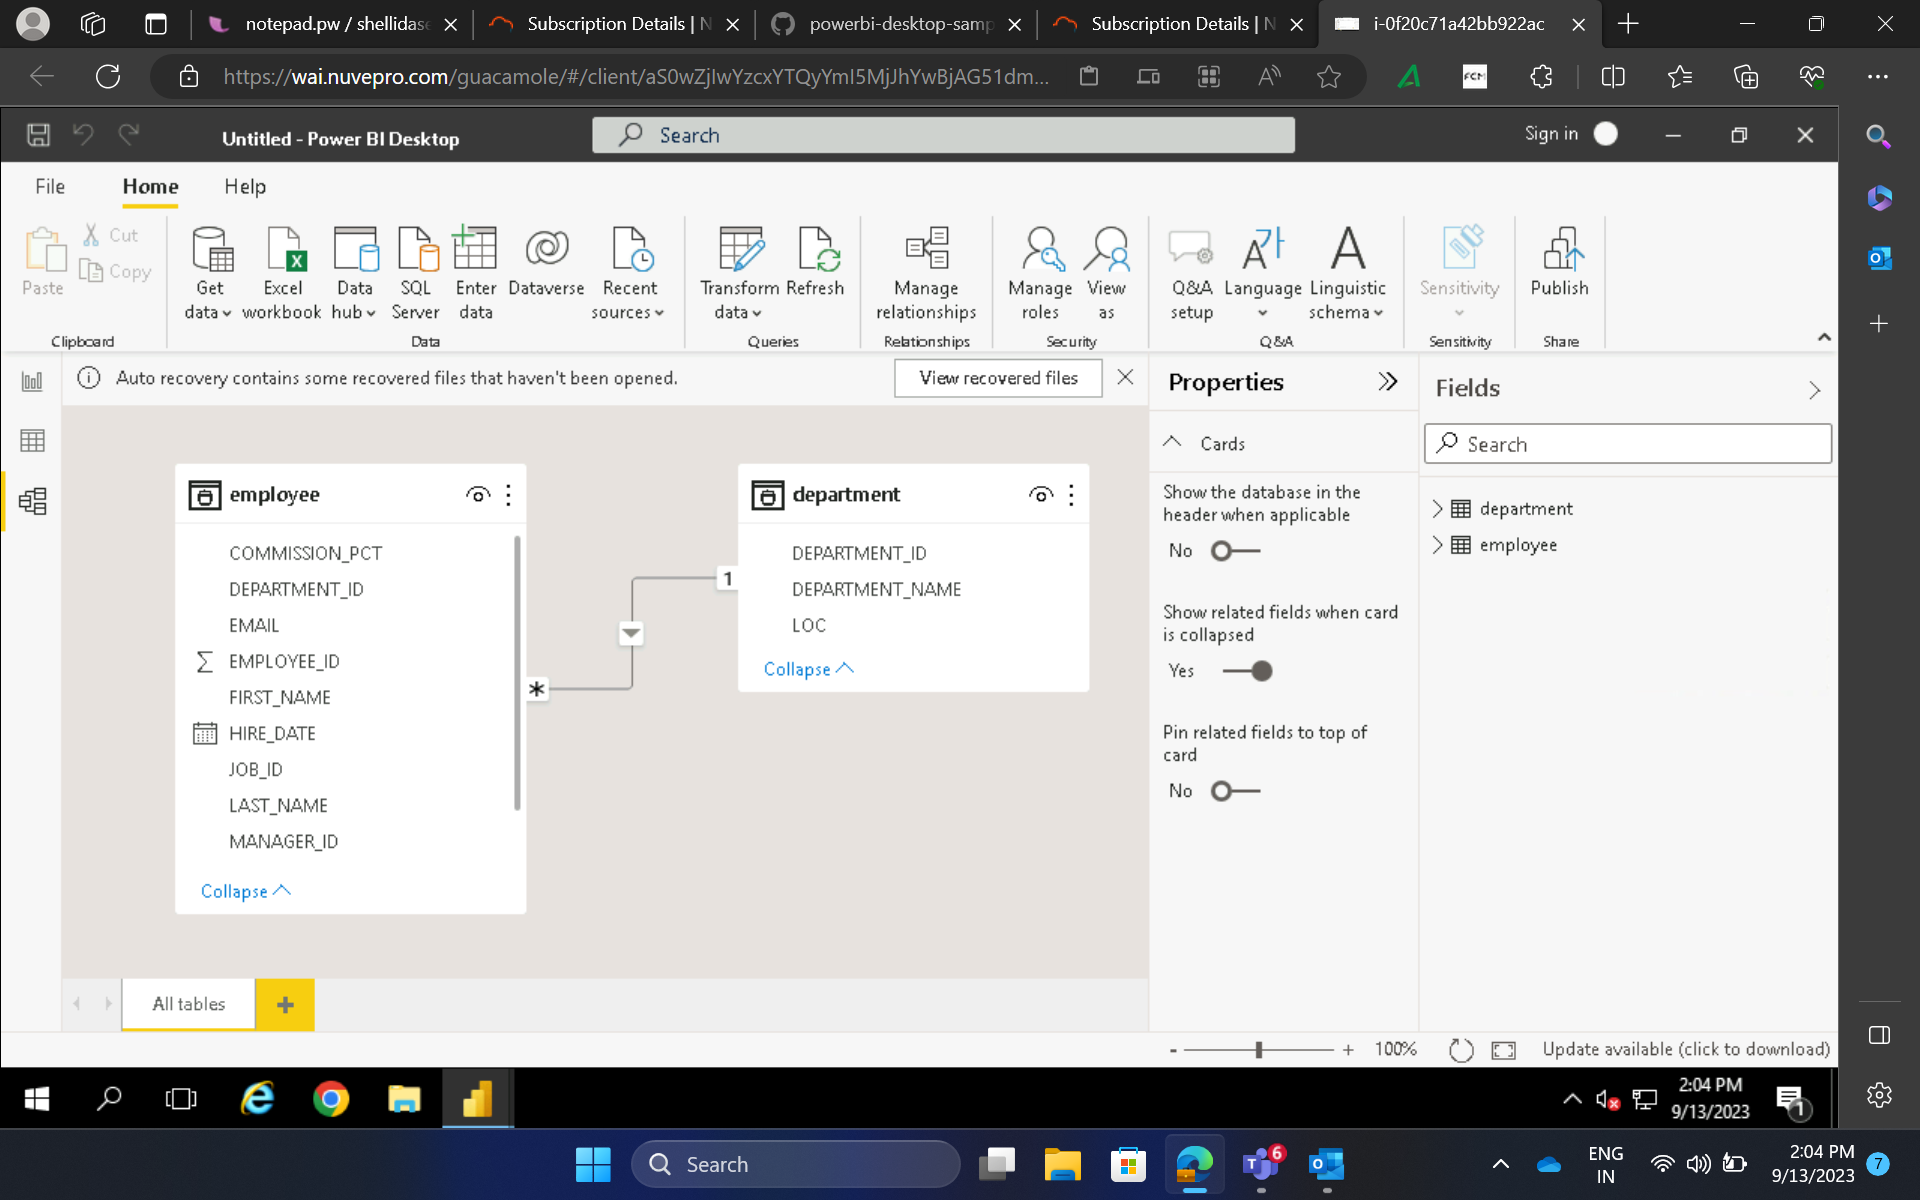 notepad.pw / shellidase
Subscription Details | N
powerbi-desktop-samp
Subscription Details | N
i-0f20c71a42bb922ac
https://wai.nuvepro.com/guacamole/#/client/aS0wZjIwYzcxYTQyYmI5MjJhYwBjAG51dm...
FCM
Untitled - Power BI Desktop
Search
Sign in
File
Home
Help
Paste
Cut
Copy
Clipboard
Get data
Excel workbook
Data hub
SQL Server
Enter data
Dataverse
Recent sources
Data
Transform data
Refresh
Queries
Manage relationships
Relationships
Manage roles
View as
Security
Q&A setup
Language
Linguistic schema
Q&A
Sensitivity
Sensitivity
Publish
Share
Auto recovery contains some recovered files that haven't been opened.
View recovered files
employee
COMMISSION_PCT
DEPARTMENT_ID
EMAIL
EMPLOYEE_ID
FIRST_NAME
HIRE_DATE
JOB_ID
LAST_NAME
MANAGER_ID
Collapse
*
1
department
DEPARTMENT_ID
DEPARTMENT_NAME
LOC
Collapse
Properties
Cards
Show the database in the
header when applicable
No
Show related fields when card
is collapsed
Yes
Pin related fields to top of
card
No
Fields
Search
department
employee
All tables
+
- + 100%
Update available (click to download)
2:04 PM
9/13/2023
1
Search
6
ENG
IN
2:04 PM
9/13/2023
7